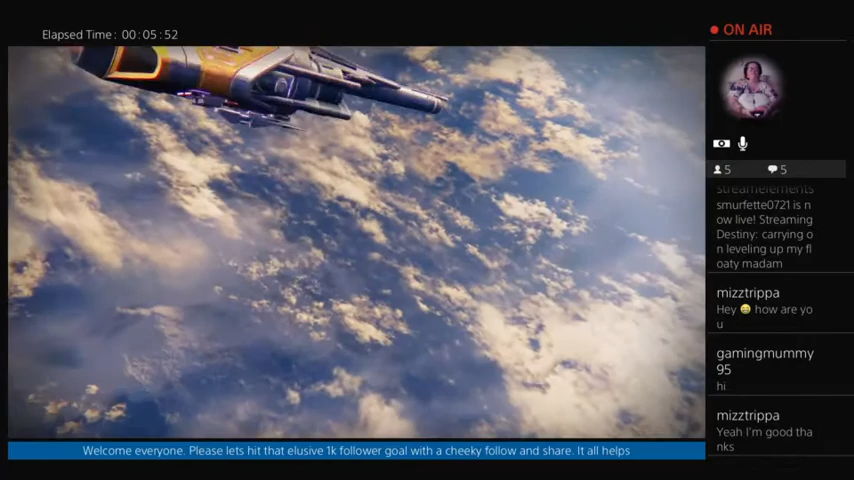 Elapsed Time: 00:05:52
ON AIR
5
5
streamelements
smurfette0721 is n
ow live! Streaming
Destiny: carrying o
n leveling up my fl
oaty madam
mizztrippa
Hey 😄 how are yo
u
gamingmummy
95
hi
mizztrippa
Yeah I'm good tha
nks
Welcome everyone. Please lets hit that elusive 1k follower goal with a cheeky follow and share. It all helps